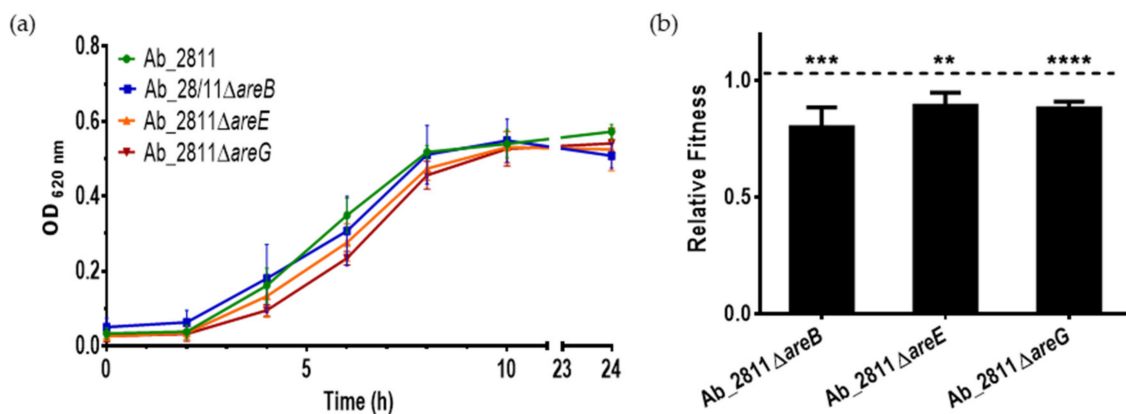 (a)
0.8
0.6
0.4
0.2
0.0
OD 620 nm
Ab_2811
Ab_28/11ΔareB
Ab_2811ΔareE
Ab_2811ΔareG
0 5 10 23 24
Time (h)
(b)
*** ** ****
1.0
0.5
0.0
Relative Fitness
Ab_2811ΔareB
Ab_2811ΔareE
Ab_2811ΔareG